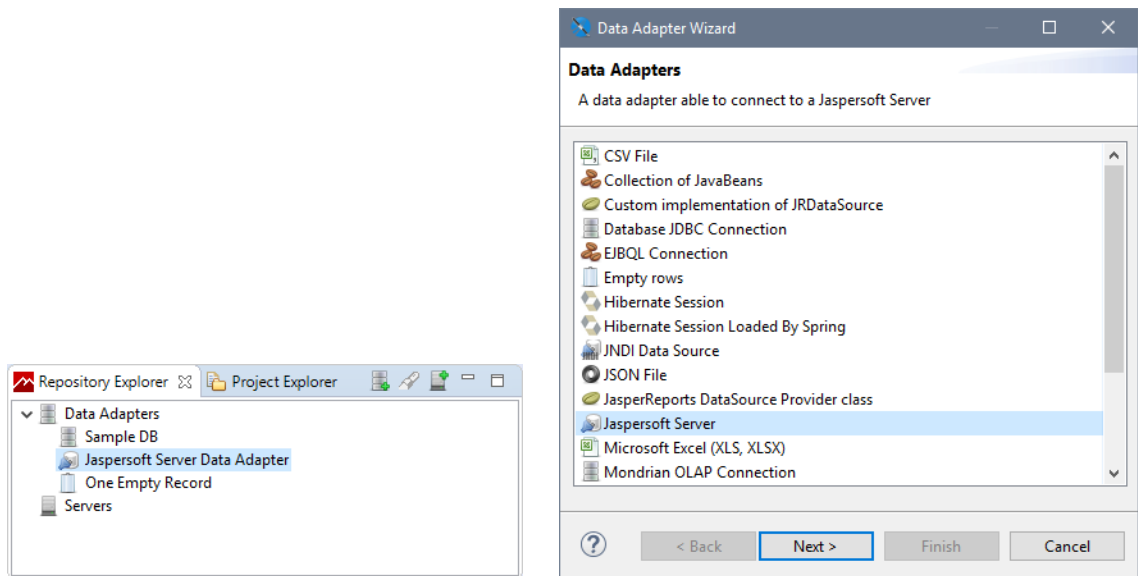 Repository Explorer
Project Explorer
Data Adapters
Sample DB
Jaspersoft Server Data Adapter
One Empty Record
Servers
Data Adapter Wizard
Data Adapters
A data adapter able to connect to a Jaspersoft Server
CSV File
Collection of JavaBeans
Custom implementation of JRDataSource
Database JDBC Connection
EJBQL Connection
Empty rows
Hibernate Session
Hibernate Session Loaded By Spring
JNDI Data Source
JSON File
JasperReports DataSource Provider class
Jaspersoft Server
Microsoft Excel (XLS, XLSX)
Mondrian OLAP Connection
? < Back Next > Finish Cancel